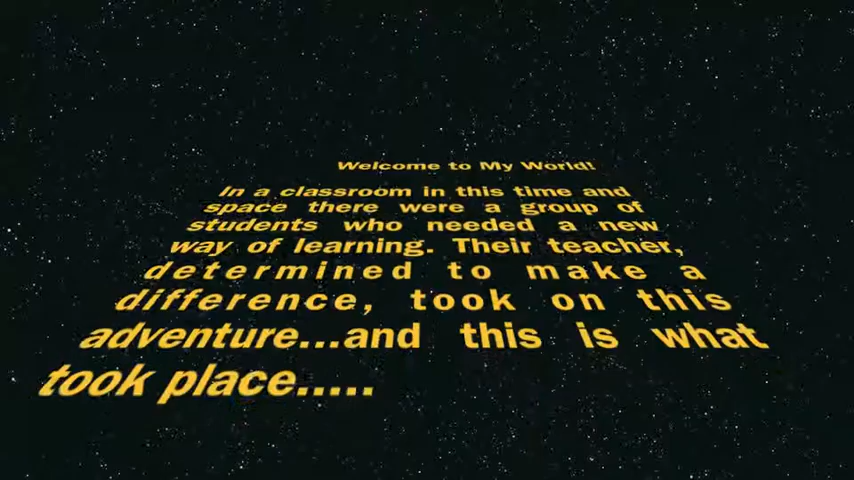 Welcome to My World!
In a classroom in this time and
space there were a group of
students who needed a new
way of learning. Their teacher,
determined to make a
difference, took on this
adventure...and this is what
took place.....